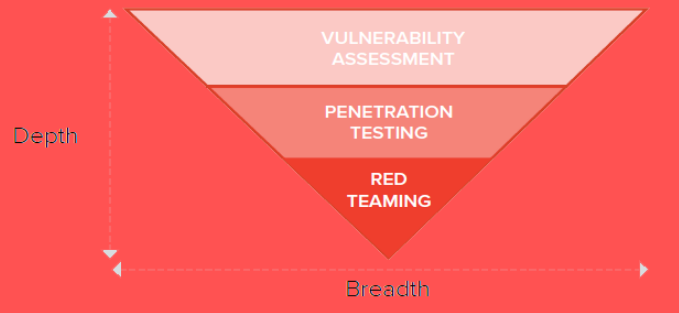 VULNERABILITY
ASSESSMENT
PENETRATION
TESTING
Depth
RED
TEAMING
Breadth